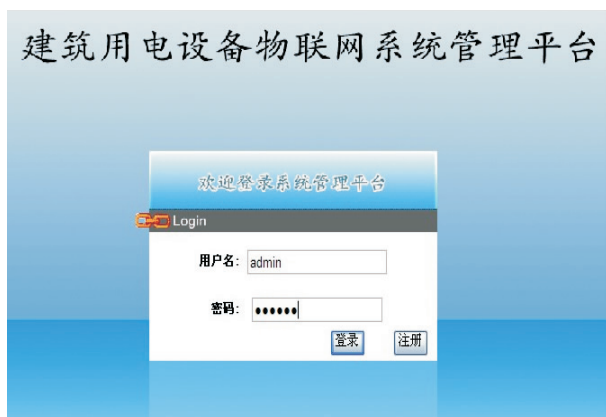 建筑用电设备物联网系统管理平台
欢迎登录系统管理平台
Login
用户名: admin
密码: ••••••
登录 注册